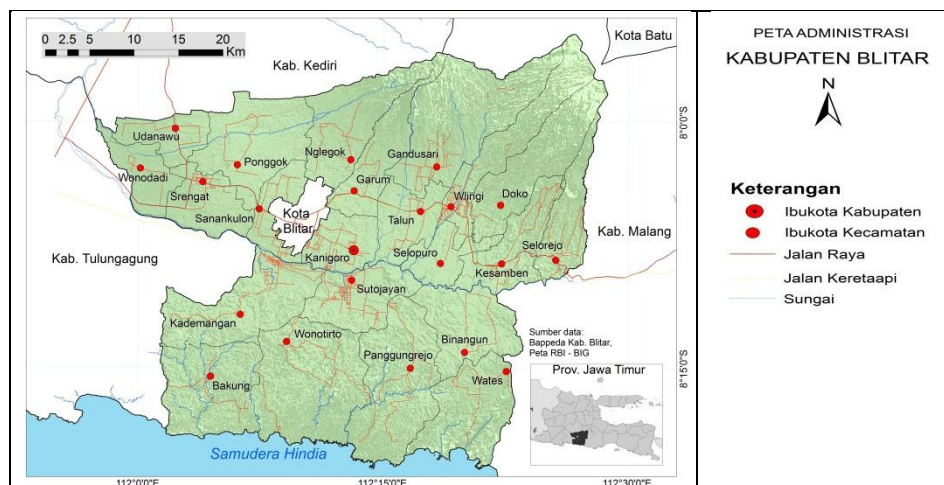 0 2.5 5 10 15 20
Km
Kota Batu
Kab. Kediri
Udanawu
Ponggok
Nglegok
Gandusari
Wonodadi
Srengat
Garum
Wlingi
Doko
Sanankulon
Kota
Blitar
Talun
Kab. Malang
Kab. Tulungagung
Kanigoro
Selopuro
Selorejo
Kesamben
Sutojayan
Kademangan
Wonotirto
Binangun
Panggungrejo
Wates
Bakung
Sumber data:
Bappeda Kab. Blitar,
Peta RBI - BIG
Prov. Jawa Timur
Samudera Hindia
8°0'0"S
8°15'0"S
112°0'0"E
112°15'0"E
112°30'0"E
PETA ADMINISTRASI
KABUPATEN BLITAR
N
Keterangan
Ibukota Kabupaten
Ibukota Kecamatan
Jalan Raya
Jalan Keretaapi
Sungai